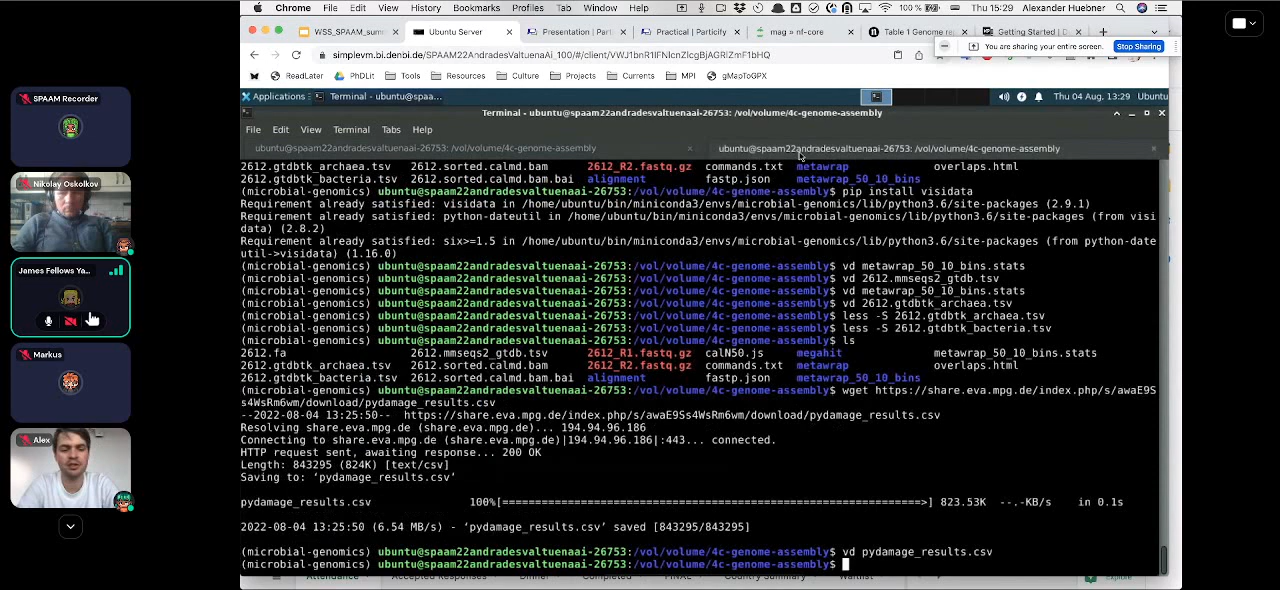 Chrome File Edit View History Bookmarks Profiles Tab Window Help 100 % Thu 15:29 Alexander Huebner
WSS_SPAAM_summ Ubuntu Server Presentation | Part Practical | Particify mag » nf-core Table 1 Genome re Getting Started | D
You are sharing your entire screen. Stop Sharing
simplevm.bi.denbi.de/SPAAM22AndradesValtuenaAi_100/#/client/VWJ1bnR1IFNlcnZlcgBjAGRlZmF1bHQ
ReadLater PhDLit Tools Resources Culture Projects Currents MPI gMapToGPX
Applications Terminal - ubuntu@spaa... Thu 04 Aug, 13:29 Ubuntu
Terminal - ubuntu@spaam22andradesvaltuenaai-26753: /vol/volume/4c-genome-assembly
File Edit View Terminal Tabs Help
ubuntu@spaam22andradesvaltuenaai-26753: /vol/volume/4c-genome-assembly ubuntu@spaam22andradesvaltuenaai-26753: /vol/volume/4c-genome-assembly
2612.gtdbtk_archaea.tsv 2612.sorted.calmd.bam 2612_R2.fastq.gz commands.txt metawrap overlaps.html
2612.gtdbtk_bacteria.tsv 2612.sorted.calmd.bam.bai alignment fastp.json metawrap_50_10_bins
(microbial-genomics) ubuntu@spaam22andradesvaltuenaai-26753:/vol/volume/4c-genome-assembly$ pip install visidata
Requirement already satisfied: visidata in /home/ubuntu/bin/miniconda3/envs/microbial-genomics/lib/python3.6/site-packages (2.9.1)
Requirement already satisfied: python-dateutil in /home/ubuntu/bin/miniconda3/envs/microbial-genomics/lib/python3.6/site-packages (from visi
data) (2.8.2)
Requirement already satisfied: six>=1.5 in /home/ubuntu/bin/miniconda3/envs/microbial-genomics/lib/python3.6/site-packages (from python-date
util->visidata) (1.16.0)
(microbial-genomics) ubuntu@spaam22andradesvaltuenaai-26753:/vol/volume/4c-genome-assembly$ vd metawrap_50_10_bins.stats
(microbial-genomics) ubuntu@spaam22andradesvaltuenaai-26753:/vol/volume/4c-genome-assembly$ vd 2612.mmseqs2_gtdb.tsv
(microbial-genomics) ubuntu@spaam22andradesvaltuenaai-26753:/vol/volume/4c-genome-assembly$ vd metawrap_50_10_bins.stats
(microbial-genomics) ubuntu@spaam22andradesvaltuenaai-26753:/vol/volume/4c-genome-assembly$ vd 2612.gtdbtk_archaea.tsv
(microbial-genomics) ubuntu@spaam22andradesvaltuenaai-26753:/vol/volume/4c-genome-assembly$ less -S 2612.gtdbtk_archaea.tsv
(microbial-genomics) ubuntu@spaam22andradesvaltuenaai-26753:/vol/volume/4c-genome-assembly$ less -S 2612.gtdbtk_bacteria.tsv
(microbial-genomics) ubuntu@spaam22andradesvaltuenaai-26753:/vol/volume/4c-genome-assembly$ ls
2612.fa 2612.mmseqs2_gtdb.tsv 2612_R1.fastq.gz calN50.js megahit metawrap_50_10_bins.stats
2612.gtdbtk_archaea.tsv 2612.sorted.calmd.bam 2612_R2.fastq.gz commands.txt metawrap overlaps.html
2612.gtdbtk_bacteria.tsv 2612.sorted.calmd.bam.bai alignment fastp.json metawrap_50_10_bins
(microbial-genomics) ubuntu@spaam22andradesvaltuenaai-26753:/vol/volume/4c-genome-assembly$ wget https://share.eva.mpg.de/index.php/s/awaE9S
s4WsRm6wm/download/pydamage_results.csv
--2022-08-04 13:25:50-- https://share.eva.mpg.de/index.php/s/awaE9Ss4WsRm6wm/download/pydamage_results.csv
Resolving share.eva.mpg.de (share.eva.mpg.de)... 194.94.96.186
Connecting to share.eva.mpg.de (share.eva.mpg.de)|194.94.96.186|:443... connected.
HTTP request sent, awaiting response... 200 OK
Length: 843295 (824K) [text/csv]
Saving to: ‘pydamage_results.csv’
pydamage_results.csv 100%[=====================================================================================>] 823.53K --.-KB/s in 0.1s
2022-08-04 13:25:50 (6.54 MB/s) - ‘pydamage_results.csv’ saved [843295/843295]
(microbial-genomics) ubuntu@spaam22andradesvaltuenaai-26753:/vol/volume/4c-genome-assembly$ vd pydamage_results.csv
(microbial-genomics) ubuntu@spaam22andradesvaltuenaai-26753:/vol/volume/4c-genome-assembly$
Attendance Accepted Responses Dinner Completed FINAL Country Summary Waitlist Explore
SPAAM Recorder
Nikolay Oskolkov
James Fellows Ya...
Markus
Alex